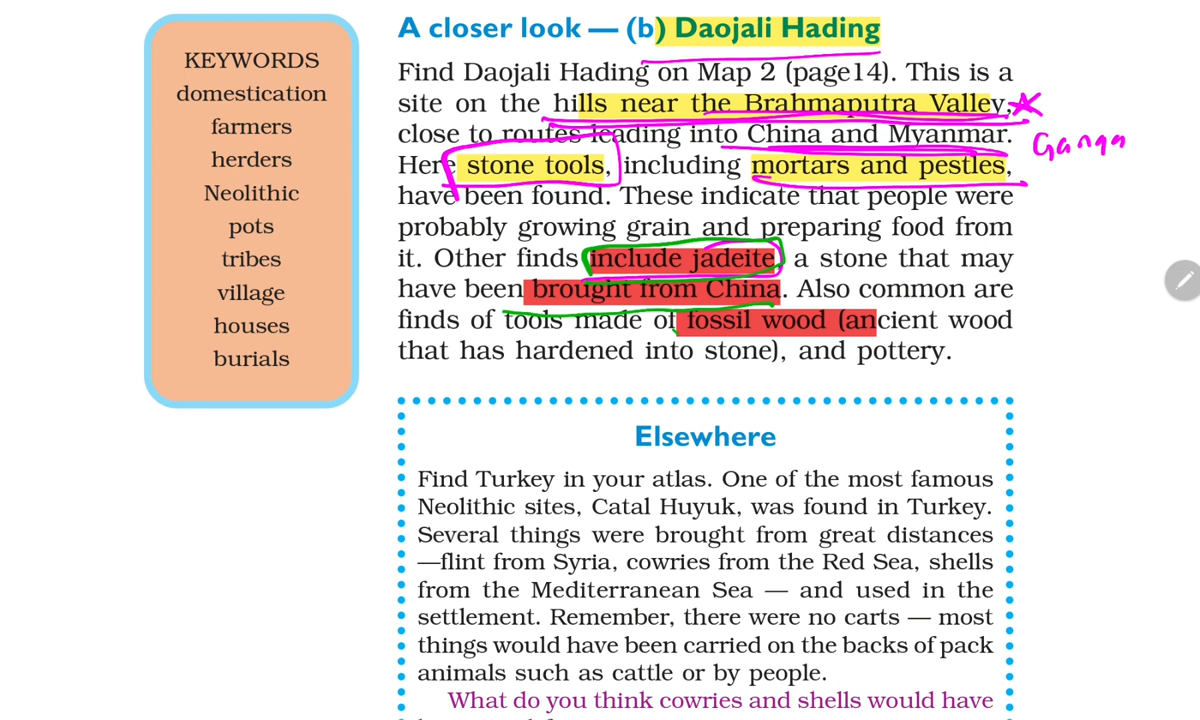 KEYWORDS
domestication
farmers
herders
Neolithic
pots
tribes
village
houses
burials
A closer look — (b) Daojali Hading
Find Daojali Hading on Map 2 (page14). This is a
site on the hills near the Brahmaputra Valley,
close to routes leading into China and Myanmar.
Ganga
Here stone tools, including mortars and pestles,
have been found. These indicate that people were
probably growing grain and preparing food from
it. Other finds include jadeite, a stone that may
have been brought from China. Also common are
finds of tools made of fossil wood (ancient wood
that has hardened into stone), and pottery.
Elsewhere
Find Turkey in your atlas. One of the most famous
Neolithic sites, Catal Huyuk, was found in Turkey.
Several things were brought from great distances
—flint from Syria, cowries from the Red Sea, shells
from the Mediterranean Sea — and used in the
settlement. Remember, there were no carts — most
things would have been carried on the backs of pack
animals such as cattle or by people.
What do you think cowries and shells would have